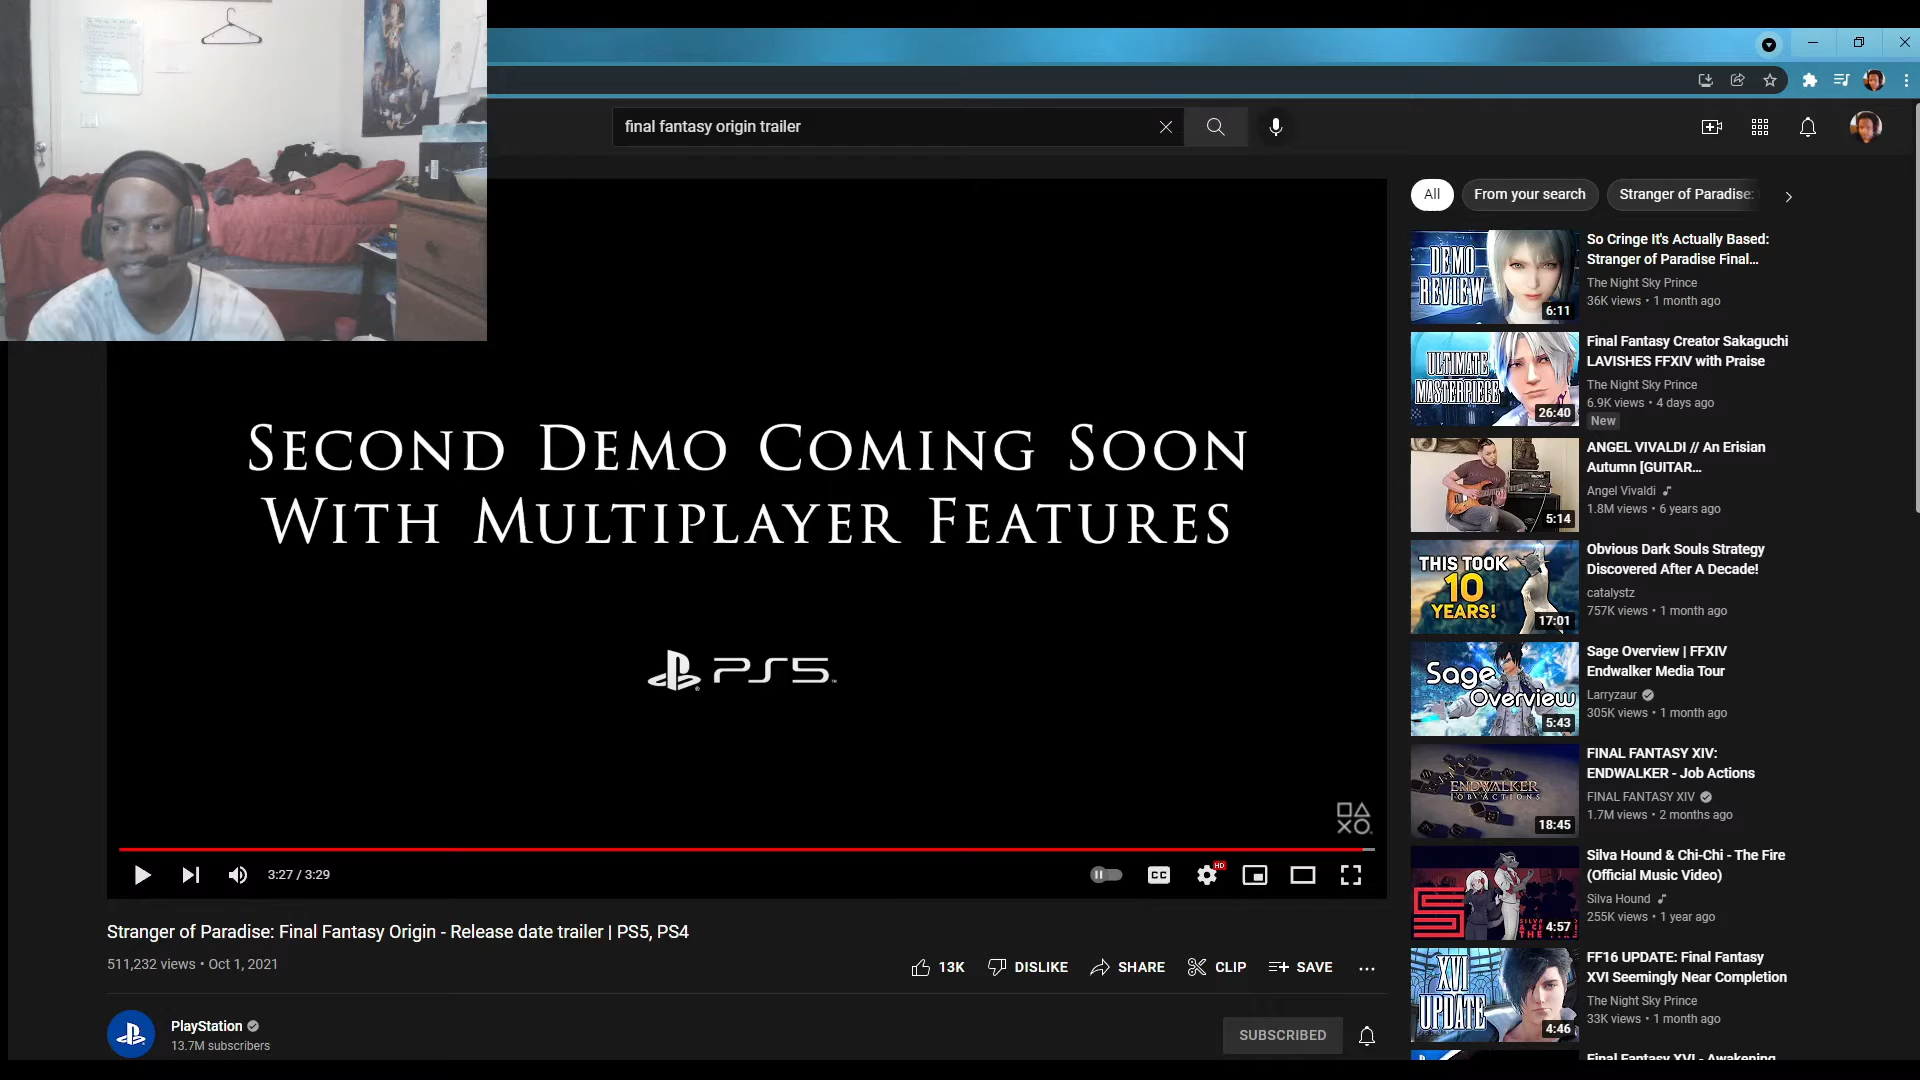 final fantasy origin trailer
SECOND DEMO COMING SOON
WITH MULTIPLAYER FEATURES
PS5
3:27 / 3:29
CC
HD
Stranger of Paradise: Final Fantasy Origin - Release date trailer | PS5, PS4
511,232 views • Oct 1, 2021
13K
DISLIKE
SHARE
CLIP
SAVE
PlayStation
13.7M subscribers
SUBSCRIBED
All
From your search
Stranger of Paradise:
DEMO
REVIEW
6:11
So Cringe It's Actually Based:
Stranger of Paradise Final...
The Night Sky Prince
36K views • 1 month ago
ULTIMATE
MASTERPIECE
26:40
Final Fantasy Creator Sakaguchi
LAVISHES FFXIV with Praise
The Night Sky Prince
6.9K views • 4 days ago
New
5:14
ANGEL VIVALDI // An Erisian
Autumn [GUITAR...
Angel Vivaldi
1.8M views • 6 years ago
THIS TOOK
10
YEARS!
17:01
Obvious Dark Souls Strategy
Discovered After A Decade!
catalystz
757K views • 1 month ago
Sage
Overview
5:43
Sage Overview | FFXIV
Endwalker Media Tour
Larryzaur
305K views • 1 month ago
ENDWALKER
JOB ACTIONS
18:45
FINAL FANTASY XIV:
ENDWALKER - Job Actions
FINAL FANTASY XIV
1.7M views • 2 months ago
4:57
Silva Hound & Chi-Chi - The Fire
(Official Music Video)
Silva Hound
255K views • 1 year ago
XVI
UPDATE
4:46
FF16 UPDATE: Final Fantasy
XVI Seemingly Near Completion
The Night Sky Prince
33K views • 1 month ago
Final Fantasy XVI - Awakening